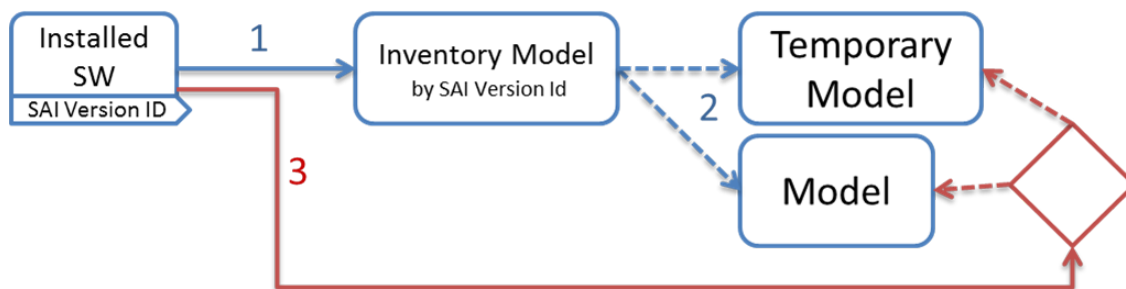 Installed
SW
SAI Version ID
1
Inventory Model
by SAI Version Id
2
Temporary
Model
Model
3